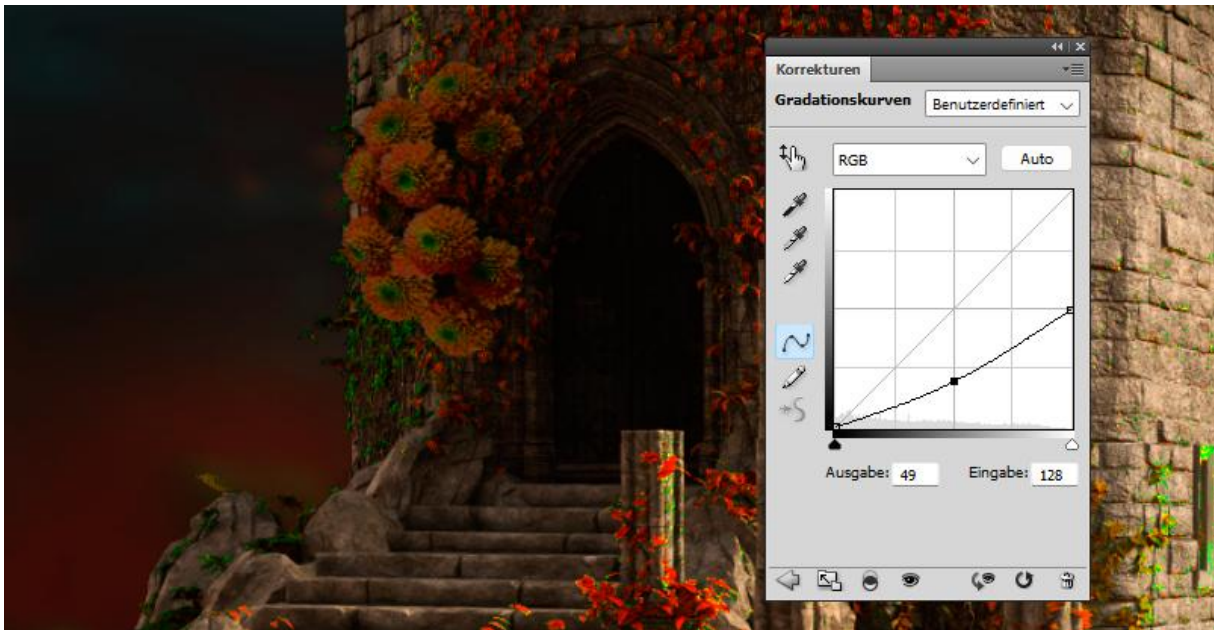 Korrekturen
Gradationskurven Benutzerdefiniert
RGB Auto
Ausgabe: 49 Eingabe: 128